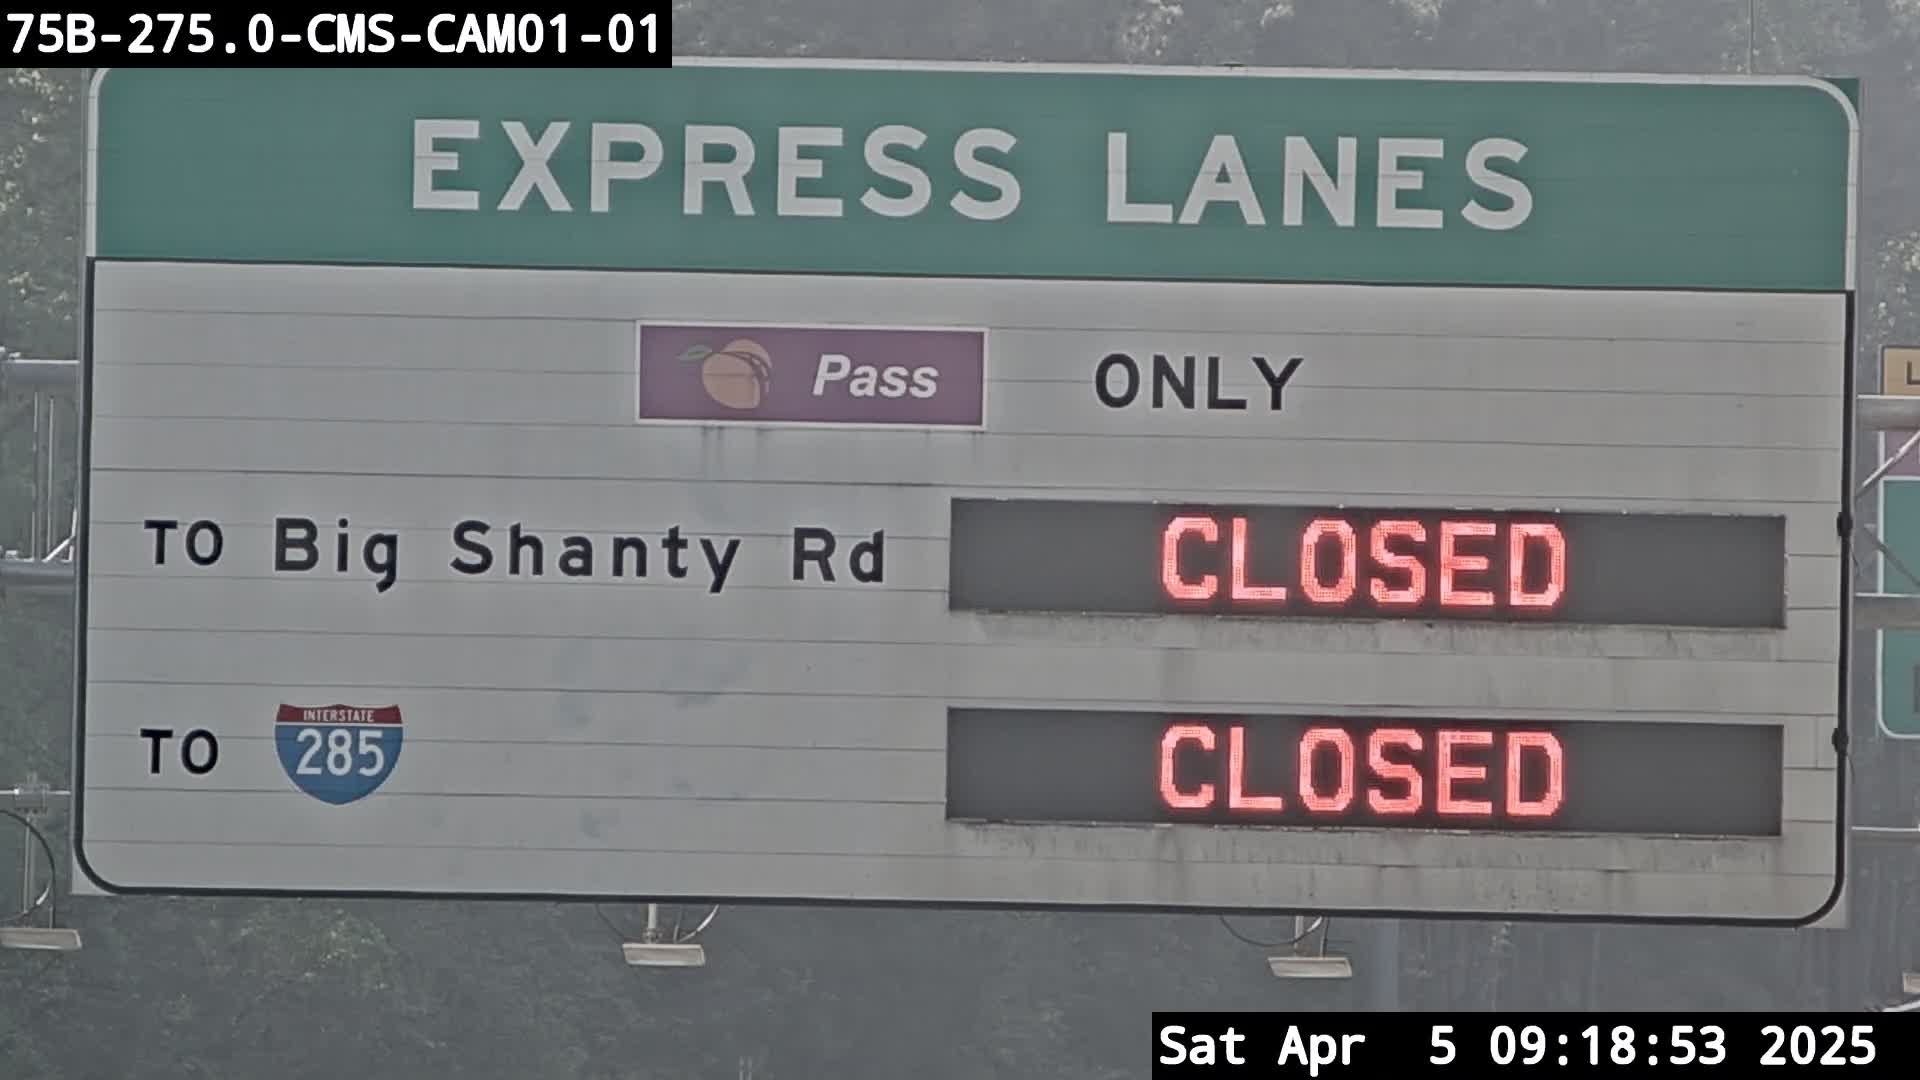 75B-275.0-CMS-CAM01-01
EXPRESS LANES
Pass ONLY
TO Big Shanty Rd CLOSED
INTERSTATE
TO 285 CLOSED
Sat Apr 5 09:18:53 2025